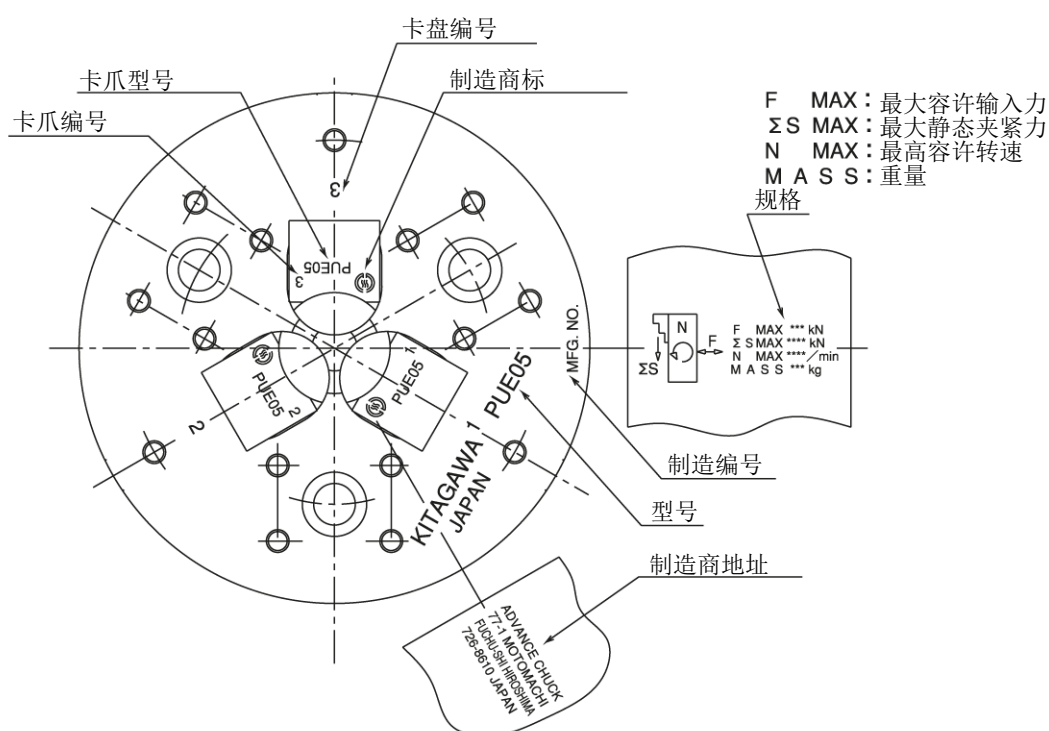 卡盘编号
卡爪型号
制造商标
卡爪编号
F MAX：最大容许输入力
ΣS MAX：最大静态夹紧力
N MAX：最高容许转速
M A S S：重量
规格
3
PUE05
3
N
F
ΣS
F MAX *** kN
Σ S MAX **** kN
N MAX ****／min
M A S S *** kg
MFG. NO.
PUE05
2
2
PUE05
1
KITAGAWA 1 PUE05
JAPAN
制造编号
型号
制造商地址
ADVANCE CHUCK
77-1 MOTOMACHI
FUCHU-SHI HIROSHIMA
726-8610 JAPAN